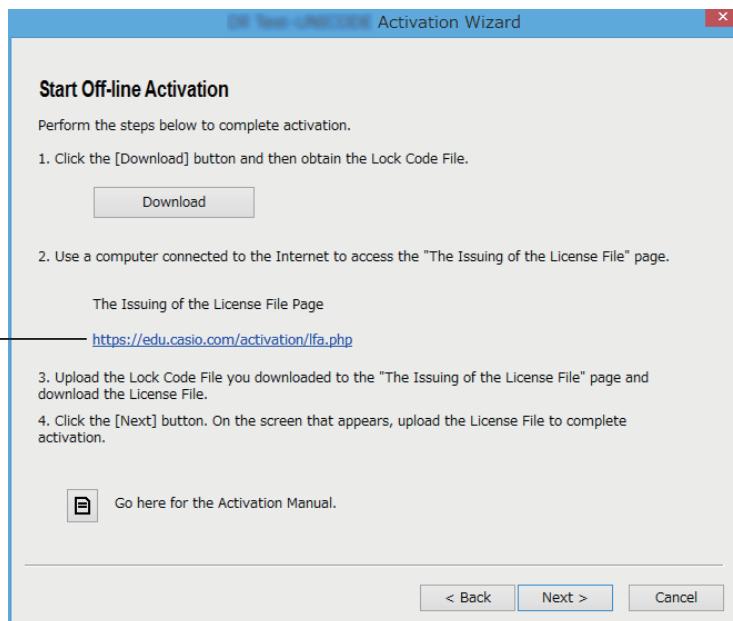 Activation Wizard
Start Off-line Activation
Perform the steps below to complete activation.
1. Click the [Download] button and then obtain the Lock Code File.
Download
2. Use a computer connected to the Internet to access the "The Issuing of the License File" page.
The Issuing of the License File Page
https://edu.casio.com/activation/lfa.php
3. Upload the Lock Code File you downloaded to the "The Issuing of the License File" page and
download the License File.
4. Click the [Next] button. On the screen that appears, upload the License File to complete
activation.
Go here for the Activation Manual.
< Back
Next >
Cancel